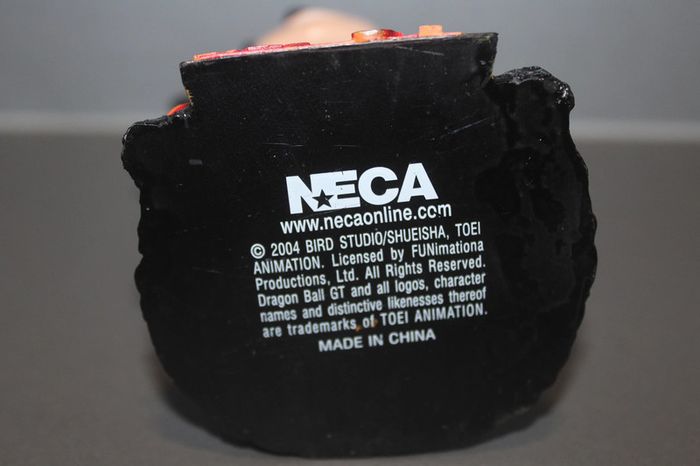 NECA
www.necaonline.com
© 2004 BIRD STUDIO/SHUEISHA, TOEI
ANIMATION. Licensed by FUNimationa
Productions, Ltd. All Rights Reserved.
Dragon Ball GT and all logos, character
names and distinctive likenesses thereof
are trademarks of TOEI ANIMATION.
MADE IN CHINA